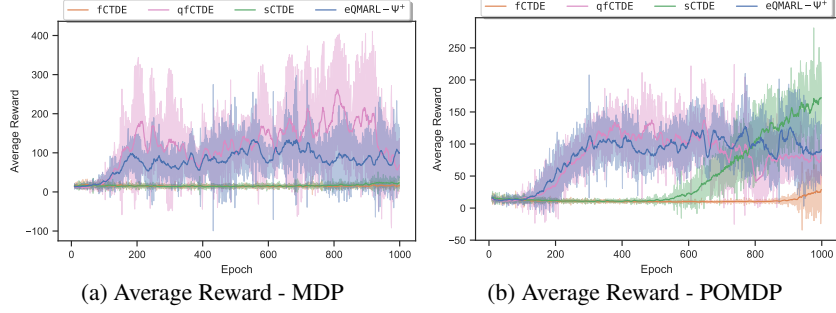 fCTDE qfCTDE sCTDE eQMARL−Ψ⁺
400
300
200
100
0
−100
Average Reward
0 200 400 600 800 1000
Epoch
(a) Average Reward - MDP
fCTDE qfCTDE sCTDE eQMARL−Ψ⁺
250
200
150
100
50
0
−50
Average Reward
0 200 400 600 800 1000
Epoch
(b) Average Reward - POMDP